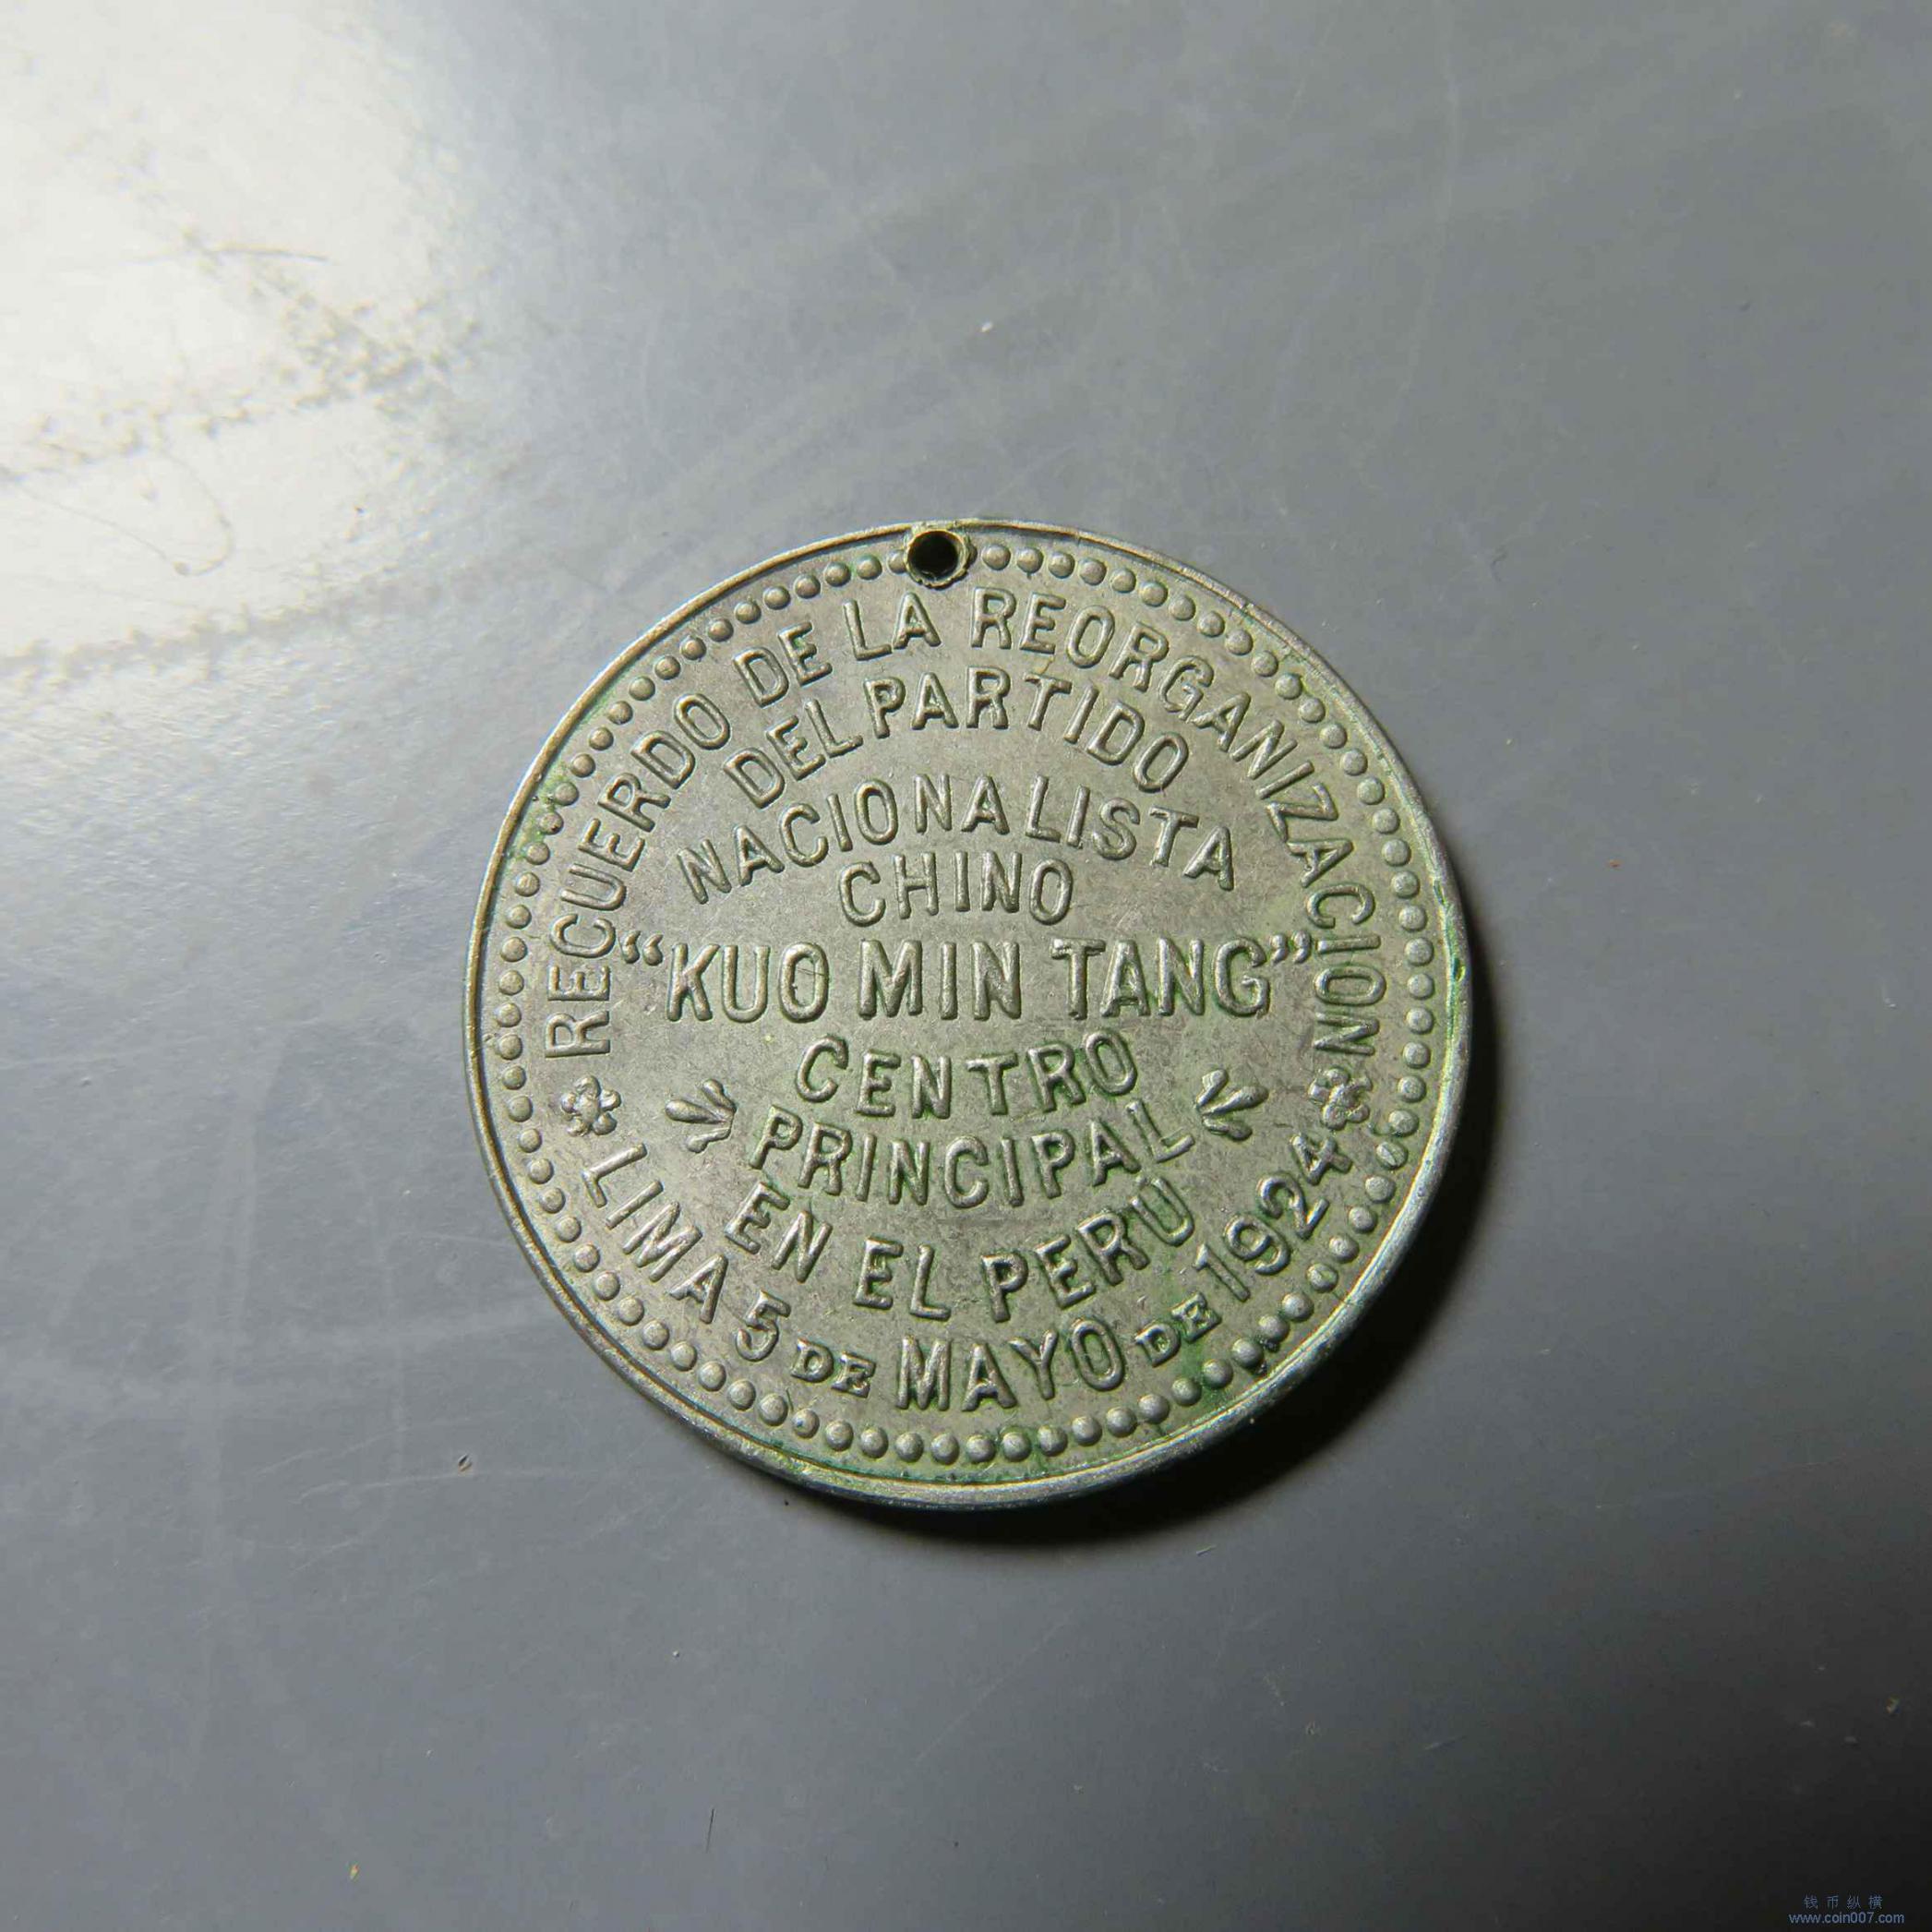 RECUERDO DE LA REORGANIZACION
DEL PARTIDO
NACIONALISTA
CHINO
“KUO MIN TANG”
CENTRO
PRINCIPAL
EN EL PERU
LIMA 5 DE MAYO DE 1924
钱币纵横
www.coin007.com